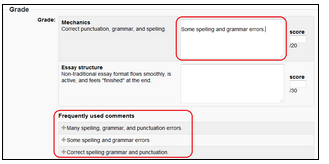 Grade
Grade:
Mechanics
Correct punctuation, grammar, and spelling.
Some spelling and grammar errors.
score
/20
Essay structure
Non-traditional essay format flows smoothly, is
active, and feels "finished" at the end.
score
/30
Frequently used comments
+Many spelling, grammar, and punctuation errors.
+Some spelling and grammar errors
+Correct spelling grammar and punctuation.